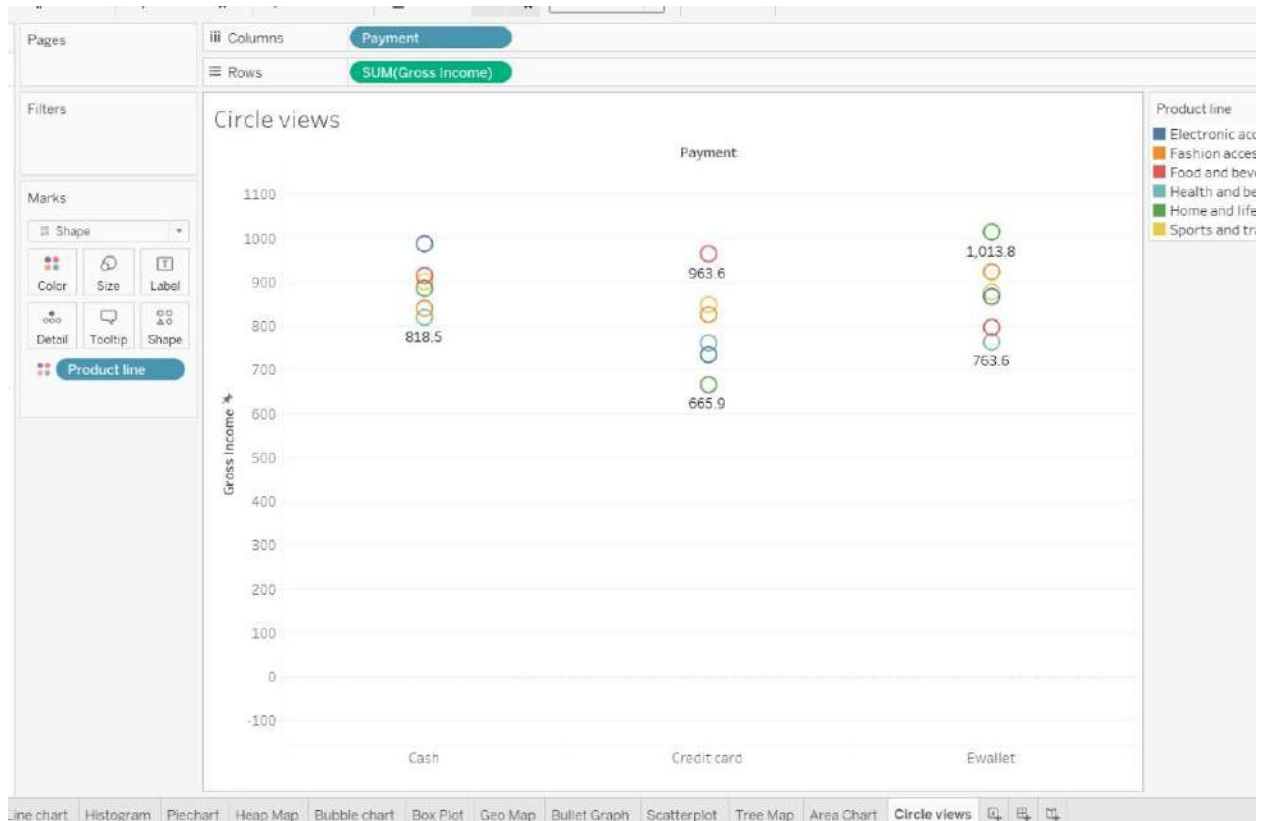 Pages
iii Columns Payment
Rows SUM(Gross Income)
Filters
Circle views
Product line
Electronic acc
Fashion acces
Food and beve
Health and be
Home and life
Sports and tra
Payment
Marks
Shape
Color Size Label
Detail Tooltip Shape
Product line
Gross Income
1100
1000
900
800
700
600
500
400
300
200
100
0
-100
818.5
963.6
665.9
1,013.8
763.6
Cash Credit card Ewallet
ine chart Histogram Piechart Heap Map Bubble chart Box Plot Geo Map Bullet Graph Scatterplot Tree Map Area Chart Circle views